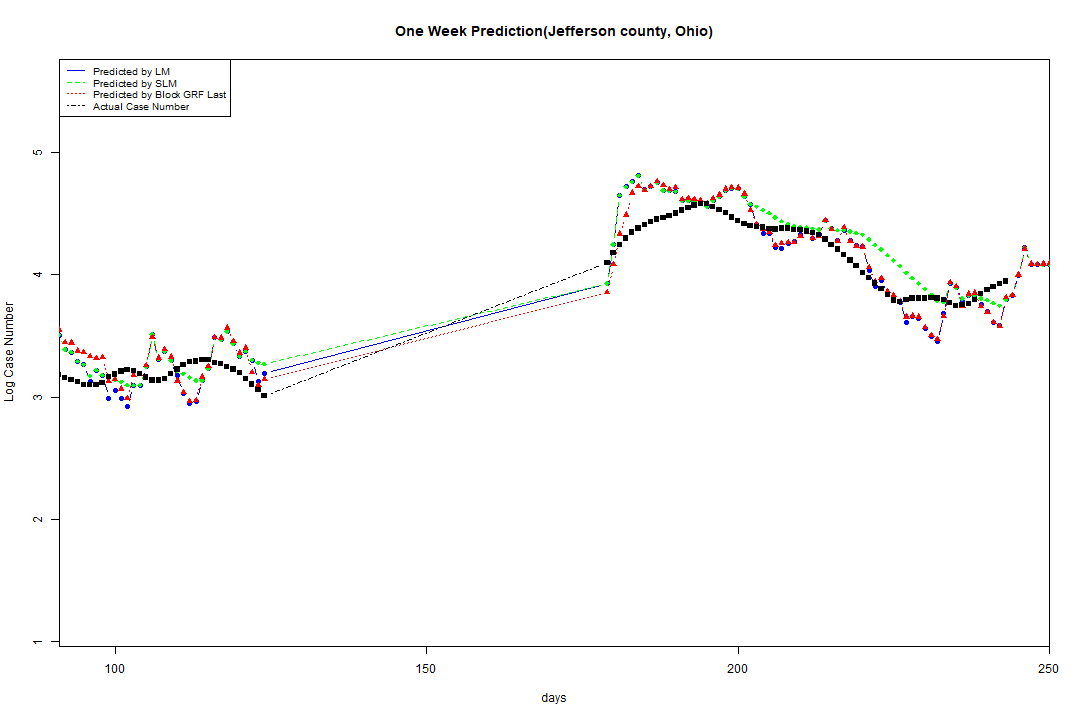 One Week Prediction(Jefferson county, Ohio)
Predicted by LM
Predicted by SLM
Predicted by Block GRF Last
Actual Case Number
5
4
3
2
1
Log Case Number
100 150 200 250
days